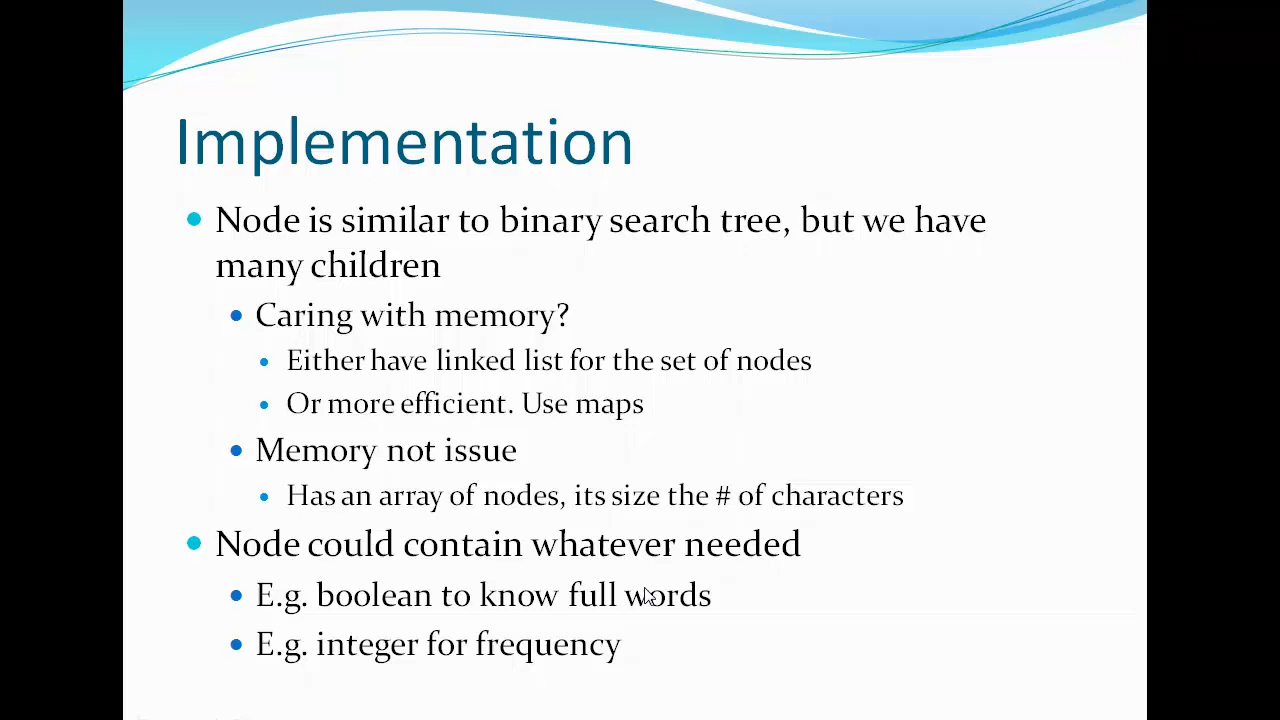 Implementation
Node is similar to binary search tree, but we have
many children
Caring with memory?
Either have linked list for the set of nodes
Or more efficient. Use maps
Memory not issue
Has an array of nodes, its size the # of characters
Node could contain whatever needed
E.g. boolean to know full words
E.g. integer for frequency